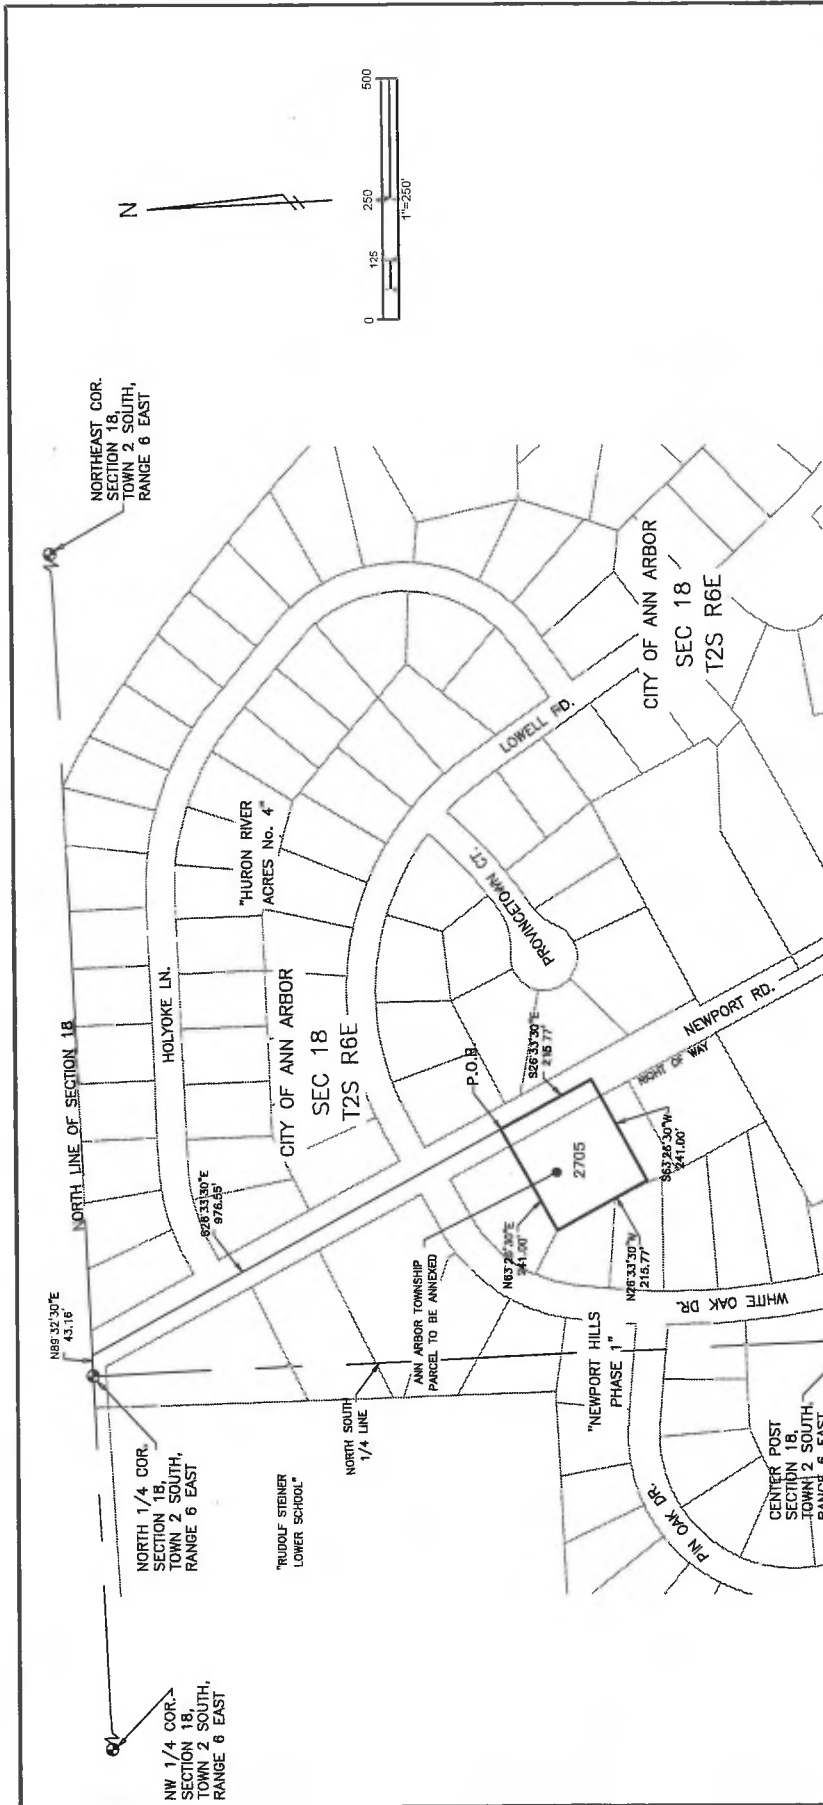 N
0
125
250
500
1"=250'
NORTHEAST COR.
SECTION 18,
TOWN 2 SOUTH,
RANGE 6 EAST
NORTH LINE OF SECTION 18
HOLYOKE LN.
"HURON RIVER
ACRES No. 4"
CITY OF ANN ARBOR
SEC 18
T2S R6E
LOWELL RD.
CITY OF ANN ARBOR
SEC 18
T2S R6E
PROVINCETOWN CT.
NEWPORT RD.
RIGHT OF WAY
P.O.B.
S26°33'30"E
215.77'
S26°33'30"E
976.55'
N89°32'30"E
43.16'
2705
N63°26'30"E
241.00'
S63°26'30"W
241.00'
N26°33'30"W
215.77'
ANN ARBOR TOWNSHIP
PARCEL TO BE ANNEXED
WHITE OAK DR.
"NEWPORT HILLS
PHASE 1"
NORTH SOUTH
1/4 LINE
PIN OAK DR.
CENTER POST
SECTION 18,
TOWN 2 SOUTH,
RANGE 6 EAST
"RUDOLF STEINER
LOWER SCHOOL"
NORTH 1/4 COR.
SECTION 18,
TOWN 2 SOUTH,
RANGE 6 EAST
NW 1/4 COR.
SECTION 18,
TOWN 2 SOUTH,
RANGE 6 EAST